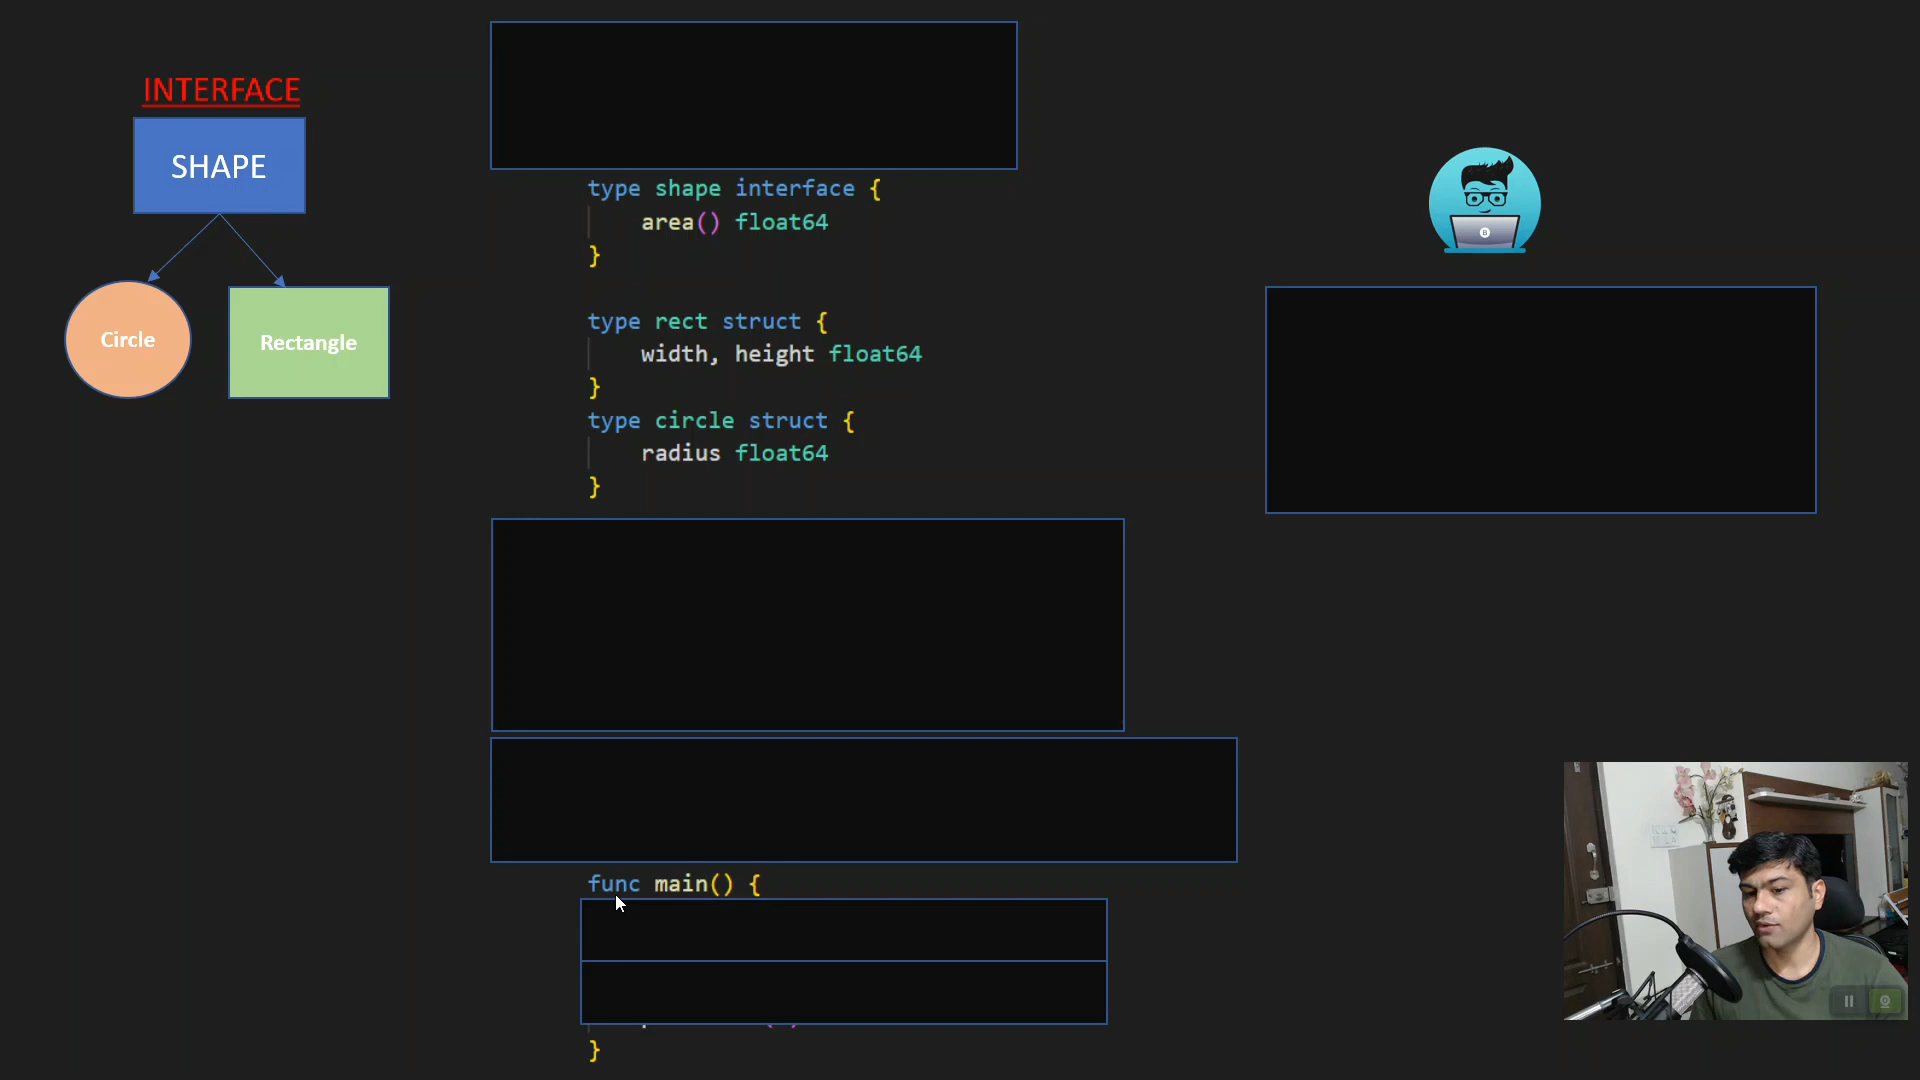 INTERFACE
SHAPE
Circle
Rectangle
type shape interface {
area() float64
}
type rect struct {
width, height float64
}
type circle struct {
radius float64
}
func main() {
}